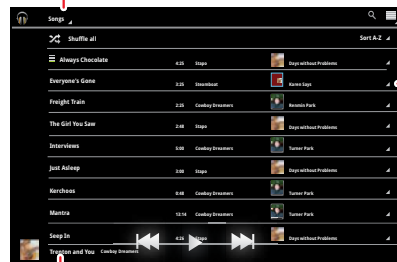 Songs
Shuffle all Sort A-Z
Always Chocolate 4:25 Stapo Days without Problems
Everyone's Gone 3:25 Steamboat Karen Says
Freight Train 2:25 Cowboy Dreamers Renmin Park
The Girl You Saw 2:48 Stapo Days without Problems
Interviews 5:00 Cowboy Dreamers Turner Park
Just Asleep 3:08 Stapo Days without Problems
Kerchoos 0:48 Cowboy Dreamers Turner Park
Mantra 13:14 Cowboy Dreamers Turner Park
Seep In 4:25 Stapo Days without Problems
Trenton and You Cowboy Dreamers